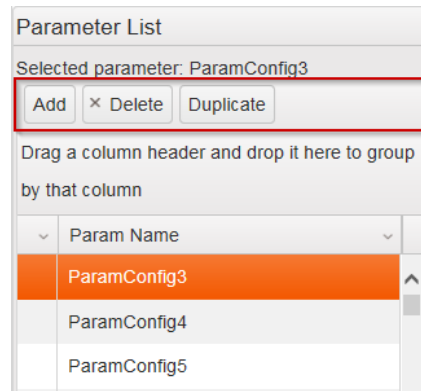 Parameter List
Selected parameter: ParamConfig3
Add × Delete Duplicate
Drag a column header and drop it here to group
by that column
Param Name
ParamConfig3
ParamConfig4
ParamConfig5